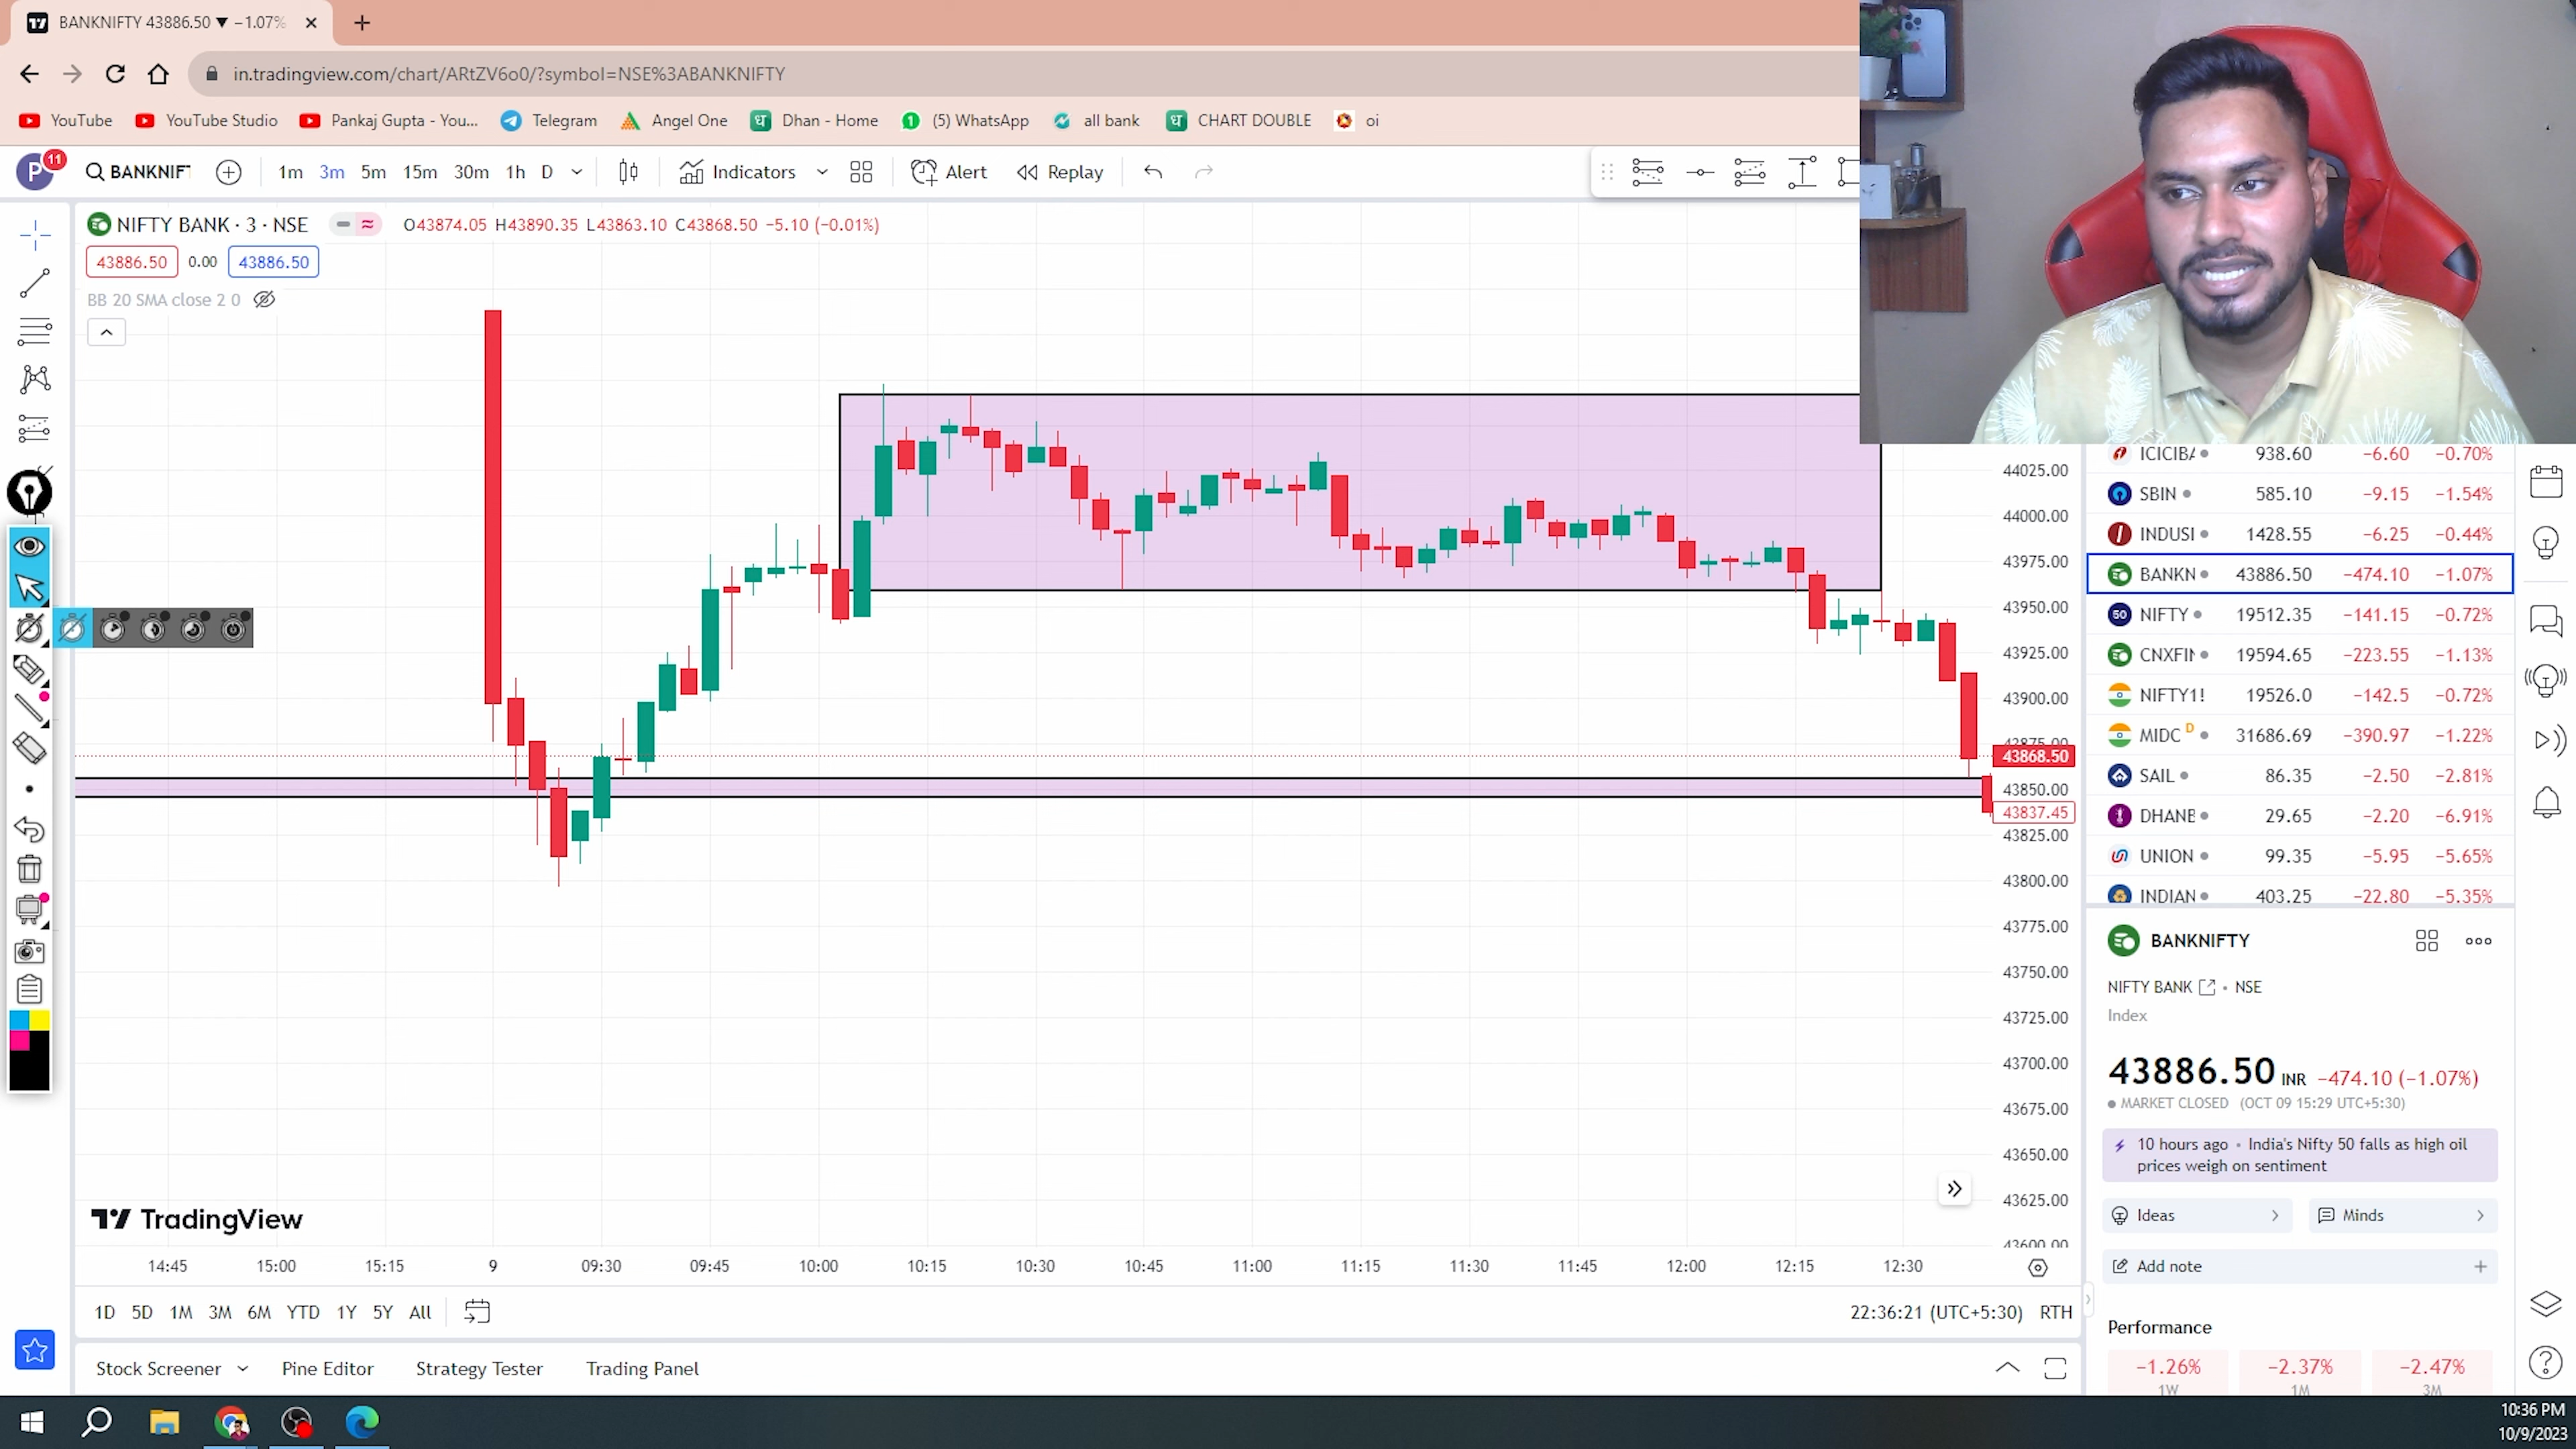 BANKNIFTY 43886.50 ▼ −1.07%
in.tradingview.com/chart/ARtZV6o0/?symbol=NSE%3ABANKNIFTY
YouTube YouTube Studio Pankaj Gupta - You... Telegram Angel One Dhan - Home (5) WhatsApp all bank CHART DOUBLE oi
P 11 BANKNIF 1m 3m 5m 15m 30m 1h D Indicators Alert Replay
NIFTY BANK · 3 · NSE O43874.05 H43890.35 L43863.10 C43868.50 −5.10 (−0.01%)
43886.50 0.00 43886.50
BB 20 SMA close 2 0
44025.00
44000.00
43975.00
43950.00
43925.00
43900.00
43875.00
43868.50
43850.00
43837.45
43825.00
43800.00
43775.00
43750.00
43725.00
43700.00
43675.00
43650.00
43625.00
43600.00
TradingView
14:45 15:00 15:15 9 09:30 09:45 10:00 10:15 10:30 10:45 11:00 11:15 11:30 11:45 12:00 12:15 12:30
1D 5D 1M 3M 6M YTD 1Y 5Y All 22:36:21 (UTC+5:30) RTH
Stock Screener Pine Editor Strategy Tester Trading Panel
ICICIBA 938.60 −6.60 −0.70%
SBIN 585.10 −9.15 −1.54%
INDUSI 1428.55 −6.25 −0.44%
BANKN 43886.50 −474.10 −1.07%
50 NIFTY 19512.35 −141.15 −0.72%
CNXFIN 19594.65 −223.55 −1.13%
NIFTY1! 19526.0 −142.5 −0.72%
MIDC D 31686.69 −390.97 −1.22%
SAIL 86.35 −2.50 −2.81%
DHANB 29.65 −2.20 −6.91%
UNION 99.35 −5.95 −5.65%
INDIAN 403.25 −22.80 −5.35%
BANKNIFTY
NIFTY BANK • NSE
Index
43886.50 INR −474.10 (−1.07%)
MARKET CLOSED (OCT 09 15:29 UTC+5:30)
10 hours ago • India's Nifty 50 falls as high oil
prices weigh on sentiment
Ideas Minds
Add note
Performance
−1.26% −2.37% −2.47%
1W 1M 3M
10:36 PM
10/9/2023